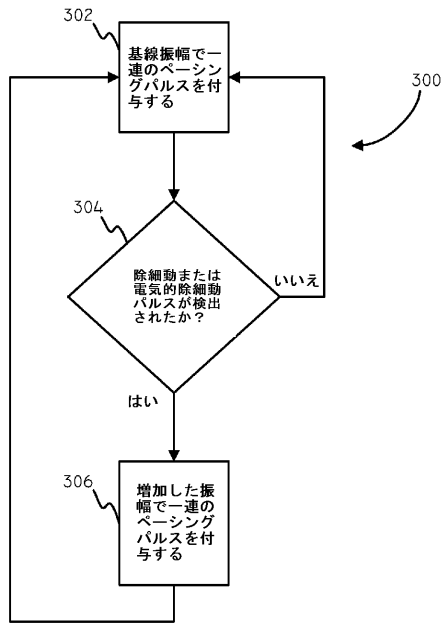 302
基線振幅で一
連のペーシン
グパルスを付
与する
300
304
除細動または
電気的除細動
パルスが検出
されたか？
いいえ
はい
306
増加した振
幅で一連の
ペーシング
パルスを付
与する